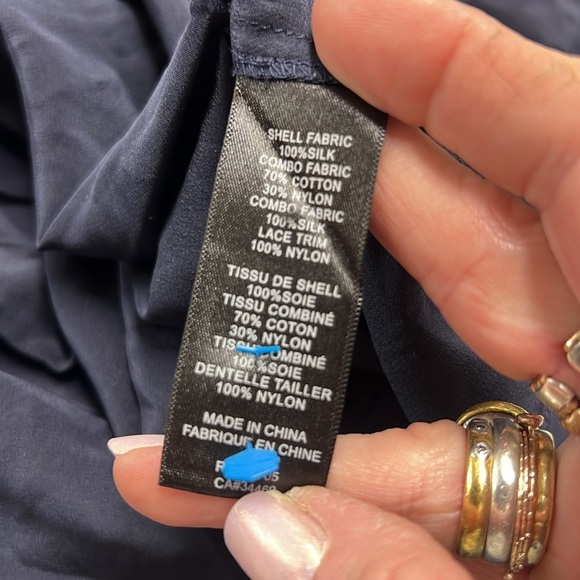 SHELL FABRIC
100%SILK
COMBO FABRIC
70% COTTON
30% NYLON
COMBO FABRIC
100%SILK
LACE TRIM
100% NYLON
TISSU DE SHELL
100%SOIE
TISSU COMBINÉ
70% COTON
30% NYLON
TISSU COMBINÉ
100%SOIE
DENTELLE TAILLER
100% NYLON
MADE IN CHINA
FABRIQUE EN CHINE
05